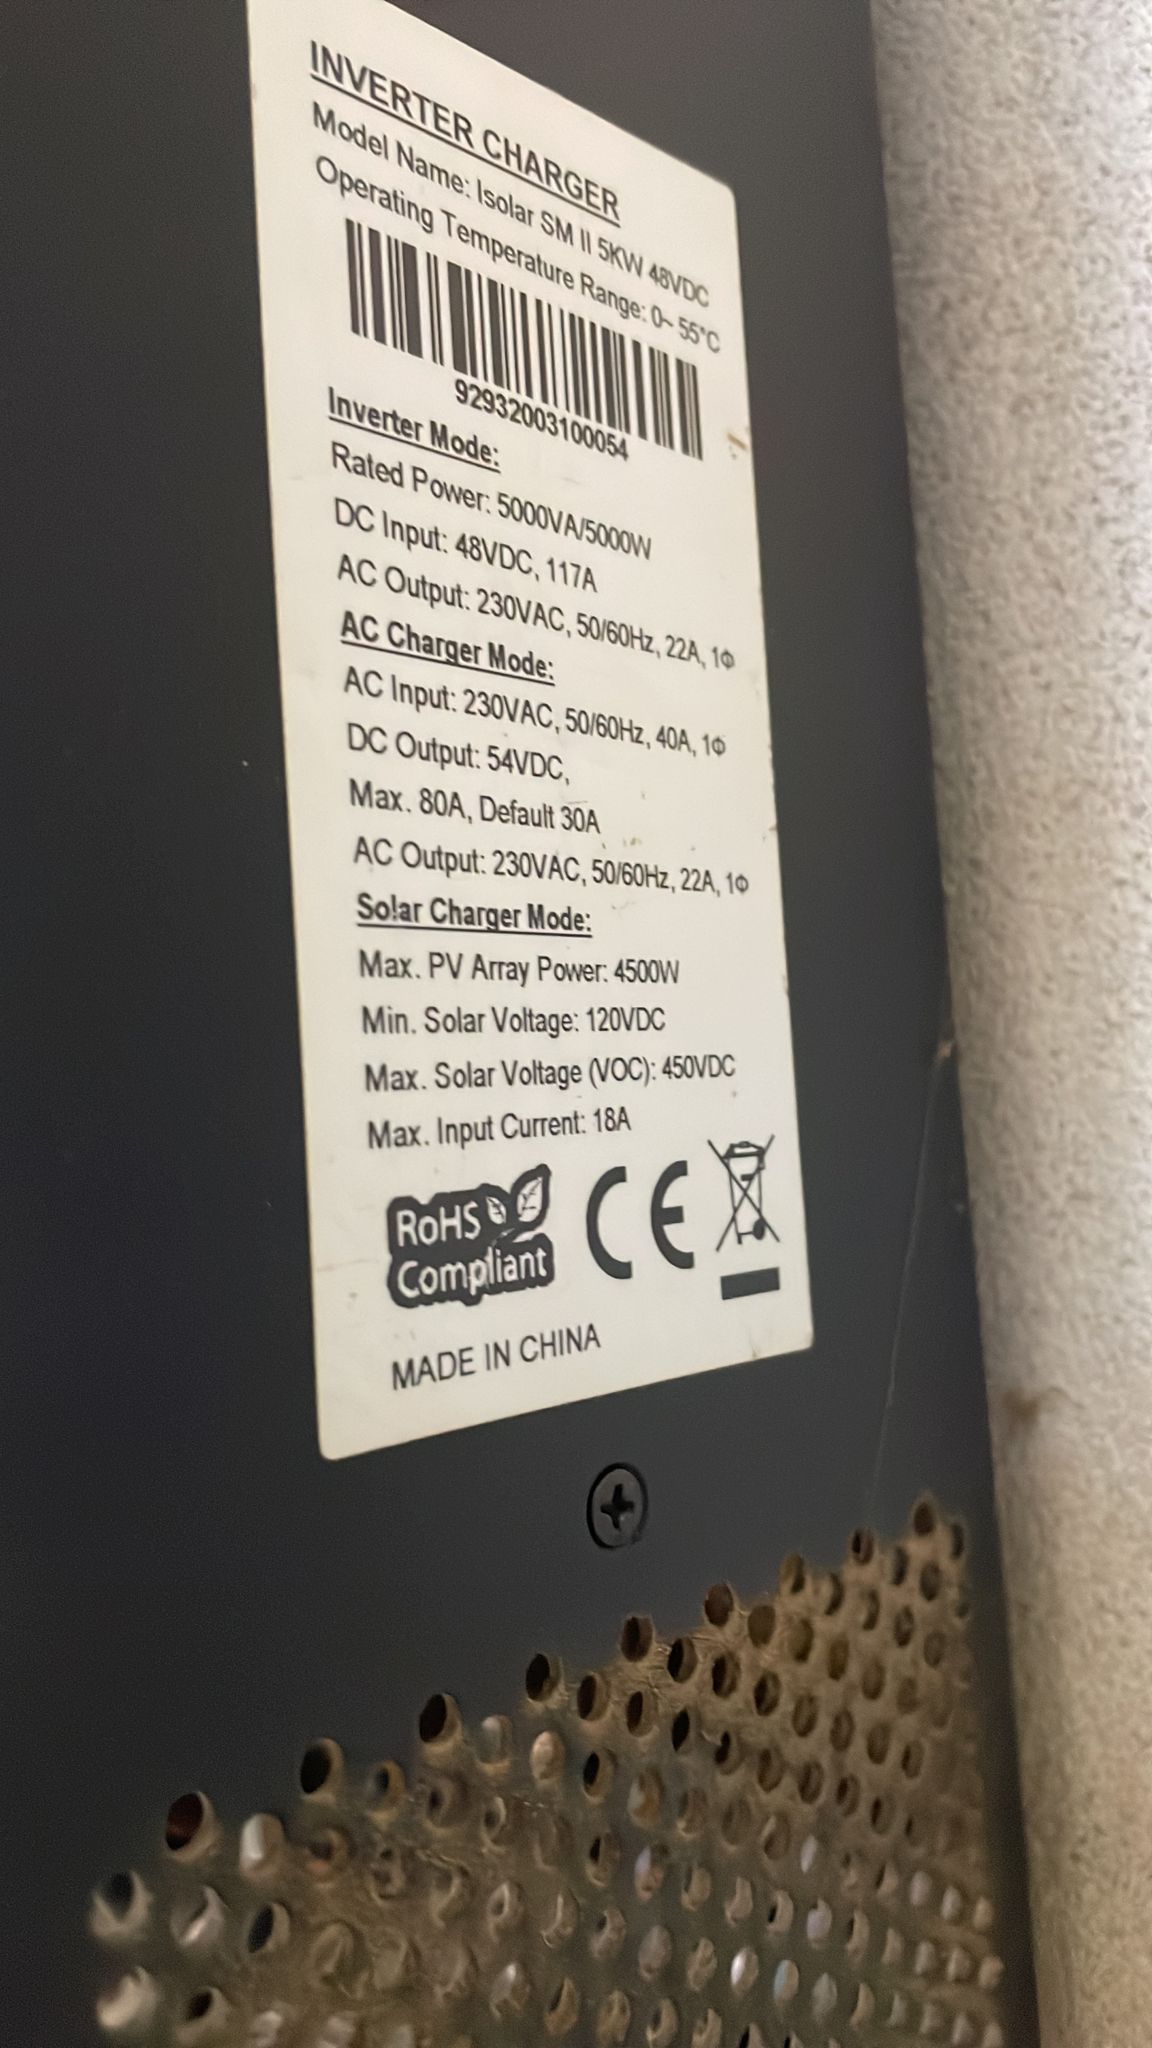 INVERTER CHARGER
Model Name: Isolar SM II 5KW 48VDC
Operating Temperature Range: 0~ 55°C
92932003100054
Inverter Mode:
Rated Power: 5000VA/5000W
DC Input: 48VDC, 117A
AC Output: 230VAC, 50/60Hz, 22A, 1Φ
AC Charger Mode:
AC Input: 230VAC, 50/60Hz, 40A, 1Φ
DC Output: 54VDC,
Max. 80A, Default 30A
AC Output: 230VAC, 50/60Hz, 22A, 1Φ
Solar Charger Mode:
Max. PV Array Power: 4500W
Min. Solar Voltage: 120VDC
Max. Solar Voltage (VOC): 450VDC
Max. Input Current: 18A
RoHS
Compliant
CE
MADE IN CHINA